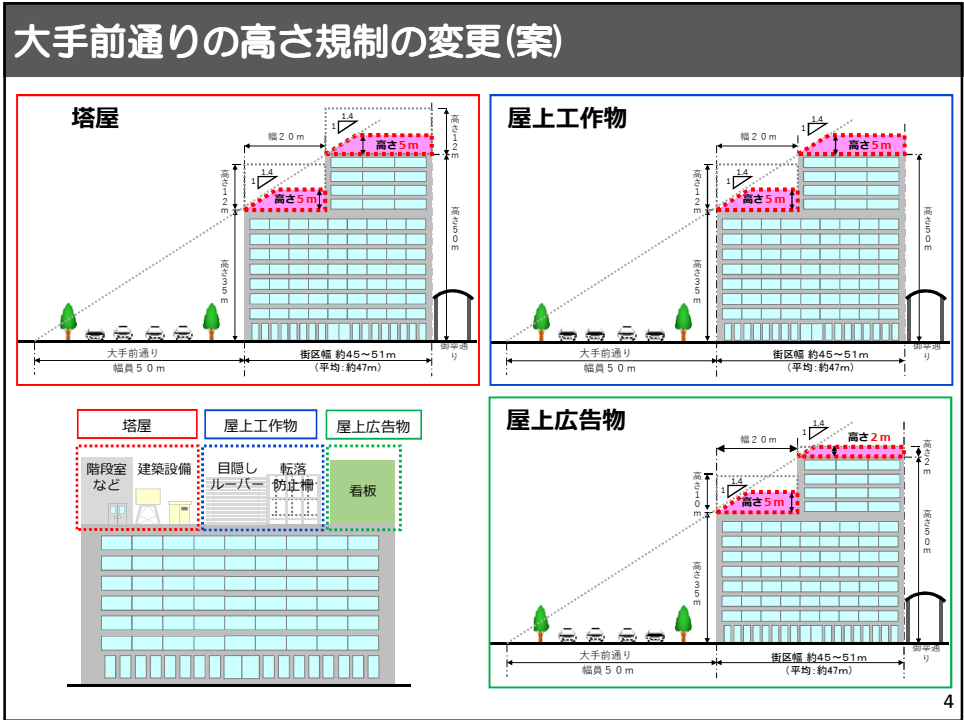 大手前通りの高さ規制の変更(案)
塔屋
1.4
1
幅20m
高さ5m
高さ12m
1.4
1
高さ12m
高さ5m
高さ50m
高さ35m
大手前通り
幅員50m
街区幅 約45~51m
(平均:約47m)
御幸通り
屋上工作物
1.4
1
幅20m
高さ5m
1.4
1
高さ12m
高さ5m
高さ50m
高さ35m
大手前通り
幅員50m
街区幅 約45~51m
(平均:約47m)
御幸通り
塔屋
屋上工作物
屋上広告物
階段室
など
建築設備
目隠し
ルーバー
転落
防止柵
看板
屋上広告物
1.4
1
幅20m
高さ2m
高さ2m
1.4
1
高さ10m
高さ5m
高さ50m
高さ35m
大手前通り
幅員50m
街区幅 約45~51m
(平均:約47m)
御幸通り
4